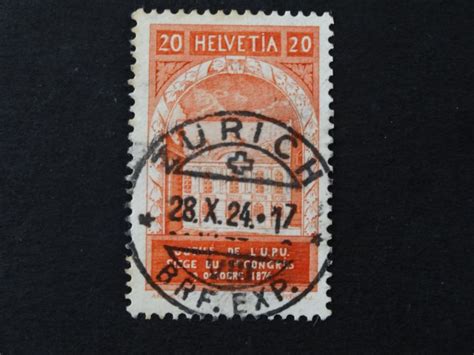 20 HELVETIA 20
ZÜRICH
28.X.24.-17
DE L'U.P.U.
DU CONGRÈS
OCTOBRE 1874
BRF. EXP.